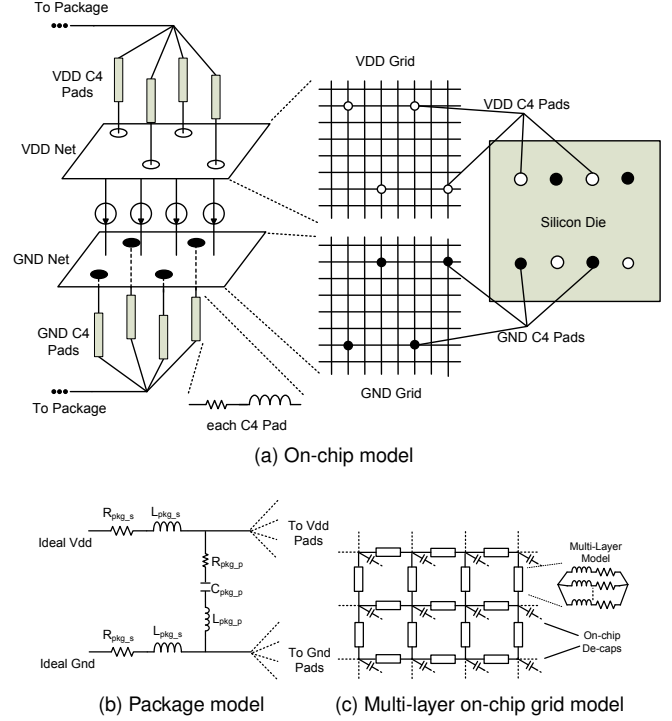 To Package
VDD C4
Pads
VDD Net
GND Net
GND C4
Pads
To Package
each C4 Pad
VDD Grid
VDD C4 Pads
Silicon Die
GND C4 Pads
GND Grid
(a) On-chip model
Rpkg_s
Lpkg_s
Ideal Vdd
To Vdd
Pads
Rpkg_p
Cpkg_p
Lpkg_p
Rpkg_s
Lpkg_s
Ideal Gnd
To Gnd
Pads
Multi-Layer
Model
On-chip
De-caps
(b) Package model
(c) Multi-layer on-chip grid model